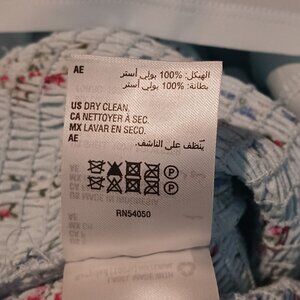 AE
الهيكل: 100% بولي أستر
بطانة: 100% بولي أستر
US DRY CLEAN.
CA NETTOYER À SEC.
MX LAVAR EN SECO.
AE
ينظف على الناشف.
RN54050